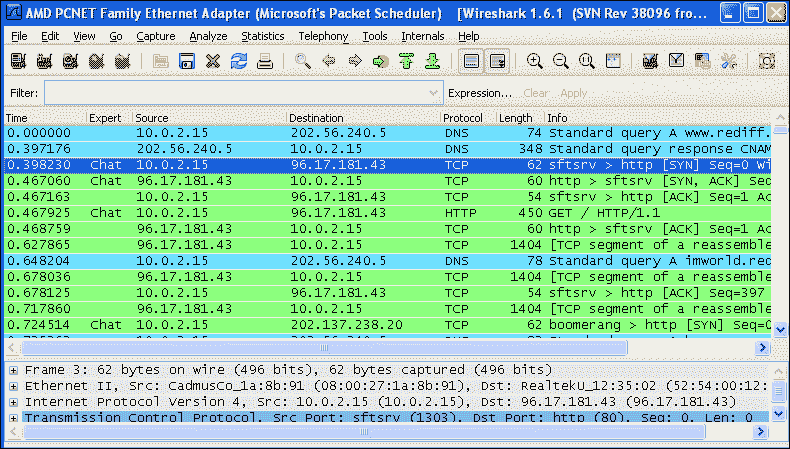 AMD PCNET Family Ethernet Adapter (Microsoft's Packet Scheduler) [Wireshark 1.6.1 (SVN Rev 38096 fro...
File Edit View Go Capture Analyze Statistics Telephony Tools Internals Help
Filter: Expression... Clear Apply
Time Expert Source Destination Protocol Length Info
0.000000 10.0.2.15 202.56.240.5 DNS 74 Standard query A www.rediff.
0.397176 202.56.240.5 10.0.2.15 DNS 348 Standard query response CNAM
0.398230 Chat 10.0.2.15 96.17.181.43 TCP 62 sftsrv > http [SYN] Seq=0 Wi
0.467060 Chat 96.17.181.43 10.0.2.15 TCP 60 http > sftsrv [SYN, ACK] Seq
0.467163 10.0.2.15 96.17.181.43 TCP 54 sftsrv > http [ACK] Seq=1 Ac
0.467925 Chat 10.0.2.15 96.17.181.43 HTTP 450 GET / HTTP/1.1
0.468759 96.17.181.43 10.0.2.15 TCP 60 http > sftsrv [ACK] Seq=1 Ac
0.627865 96.17.181.43 10.0.2.15 TCP 1404 [TCP segment of a reassemble
0.648204 10.0.2.15 202.56.240.5 DNS 78 Standard query A imworld.red
0.678036 96.17.181.43 10.0.2.15 TCP 1404 [TCP segment of a reassemble
0.678125 10.0.2.15 96.17.181.43 TCP 54 sftsrv > http [ACK] Seq=397
0.717860 96.17.181.43 10.0.2.15 TCP 1404 [TCP segment of a reassemble
0.724514 Chat 10.0.2.15 202.137.238.20 TCP 62 boomerang > http [SYN] Seq=0
Frame 3: 62 bytes on wire (496 bits), 62 bytes captured (496 bits)
Ethernet II, Src: CadmusCo_1a:8b:91 (08:00:27:1a:8b:91), Dst: RealtekU_12:35:02 (52:54:00:12:
Internet Protocol Version 4, Src: 10.0.2.15 (10.0.2.15), Dst: 96.17.181.43 (96.17.181.43)
Transmission Control Protocol, Src Port: sftsrv (1303), Dst Port: http (80), Seq: 0, Len: 0